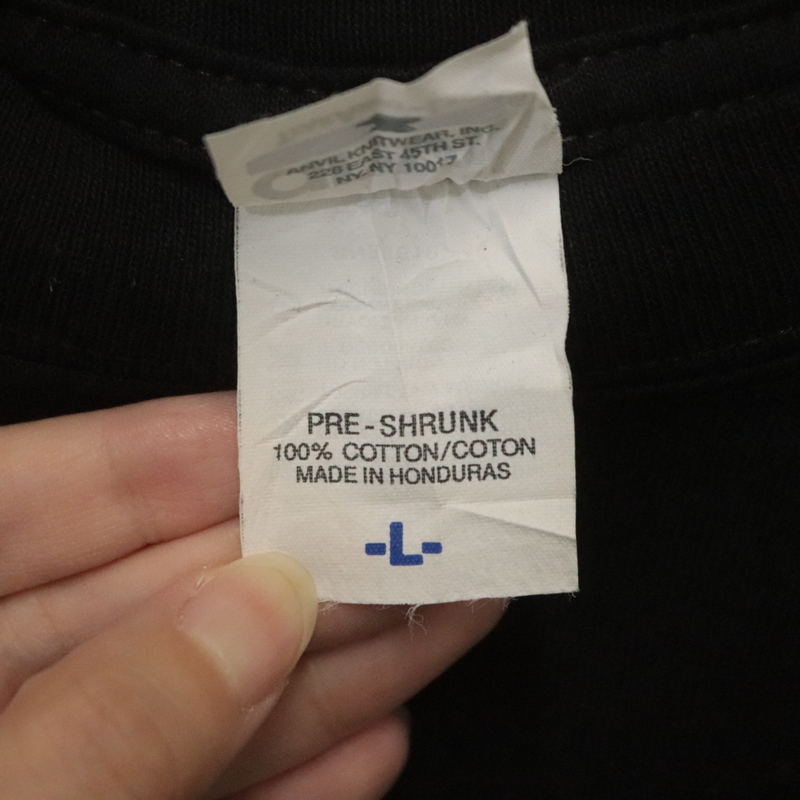 ANVIL KNITWEAR, INC.
228 EAST 45TH ST.
NY, NY 10017
PRE-SHRUNK
100% COTTON/COTON
MADE IN HONDURAS
-L-